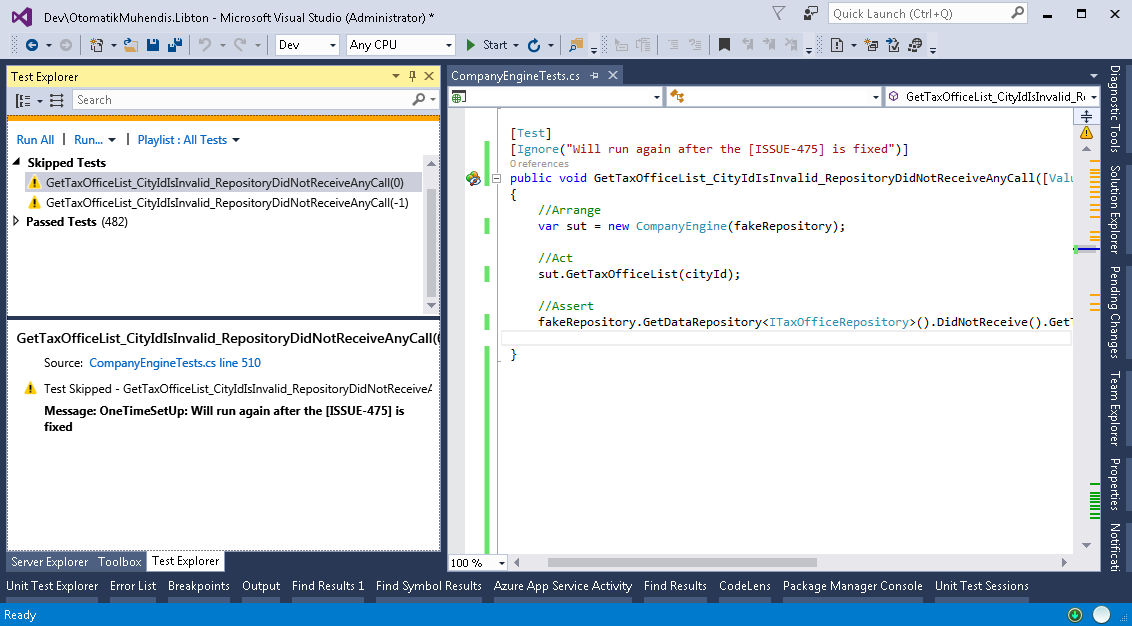 Dev\OtomatikMuhendis.Libton - Microsoft Visual Studio (Administrator) *
Quick Launch (Ctrl+Q)
Dev
Any CPU
Start
Test Explorer
Search
Run All | Run... | Playlist : All Tests
Skipped Tests
GetTaxOfficeList_CityIdIsInvalid_RepositoryDidNotReceiveAnyCall(0)
GetTaxOfficeList_CityIdIsInvalid_RepositoryDidNotReceiveAnyCall(-1)
Passed Tests (482)
GetTaxOfficeList_CityIdIsInvalid_RepositoryDidNotReceiveAnyCall(
Source: CompanyEngineTests.cs line 510
Test Skipped - GetTaxOfficeList_CityIdIsInvalid_RepositoryDidNotReceiveA
Message: OneTimeSetUp: Will run again after the [ISSUE-475] is
fixed
Server Explorer Toolbox Test Explorer
CompanyEngineTests.cs
GetTaxOfficeList_CityIdIsInvalid_R
[Test]
[Ignore("Will run again after the [ISSUE-475] is fixed")]
0 references
public void GetTaxOfficeList_CityIdIsInvalid_RepositoryDidNotReceiveAnyCall([Valu
{
//Arrange
var sut = new CompanyEngine(fakeRepository);
//Act
sut.GetTaxOfficeList(cityId);
//Assert
fakeRepository.GetDataRepository<ITaxOfficeRepository>().DidNotReceive().GetT
}
100 %
Diagnostic Tools
Solution Explorer
Pending Changes
Team Explorer
Properties
Notificati
Unit Test Explorer Error List Breakpoints Output Find Results 1 Find Symbol Results Azure App Service Activity Find Results CodeLens Package Manager Console Unit Test Sessions
Ready